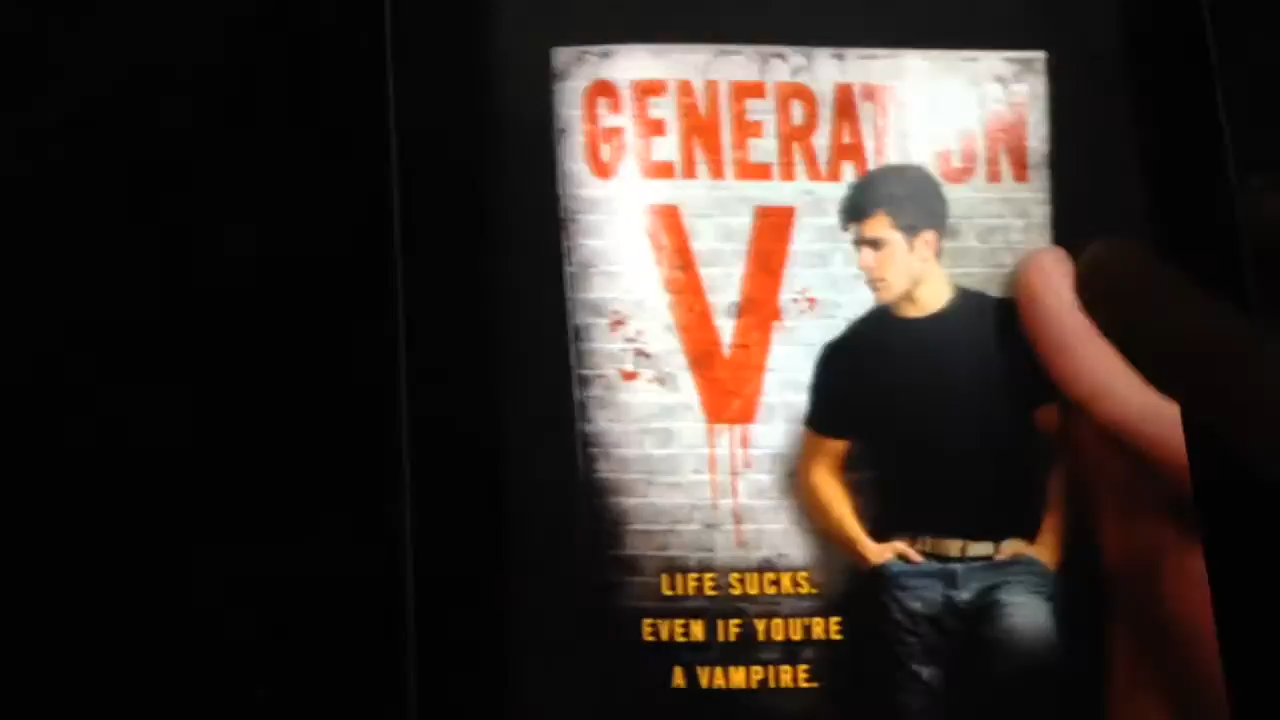 GENERATION
V
LIFE SUCKS.
EVEN IF YOU'RE
A VAMPIRE.